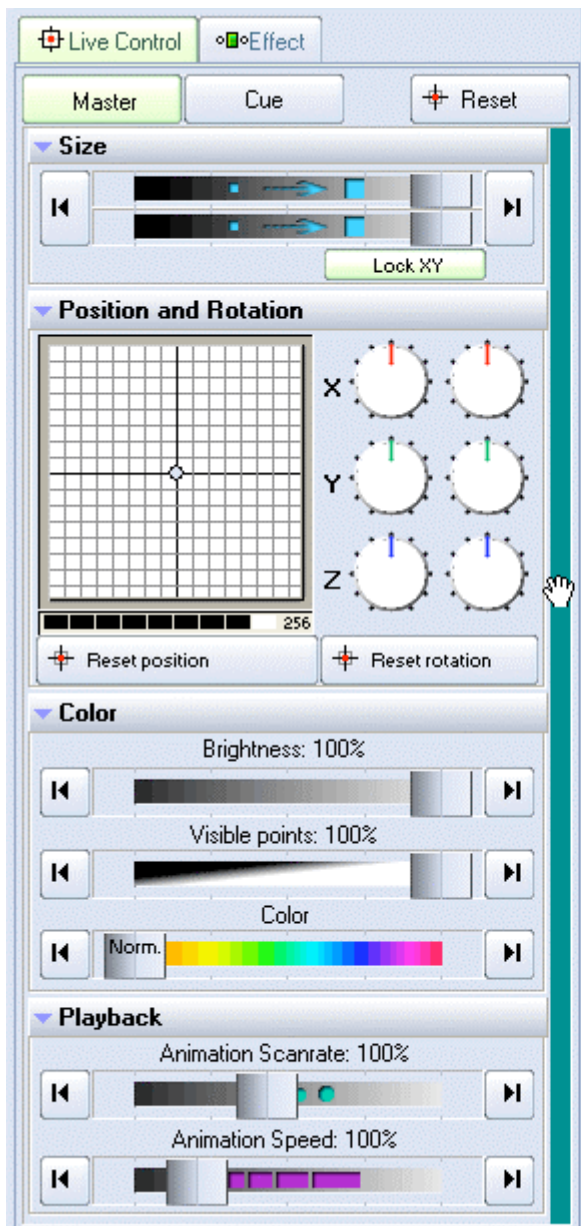 Live Control Effect
Master Cue Reset
Size
Lock XY
Position and Rotation
X
Y
Z
256
Reset position Reset rotation
Color
Brightness: 100%
Visible points: 100%
Color
Norm.
Playback
Animation Scanrate: 100%
Animation Speed: 100%